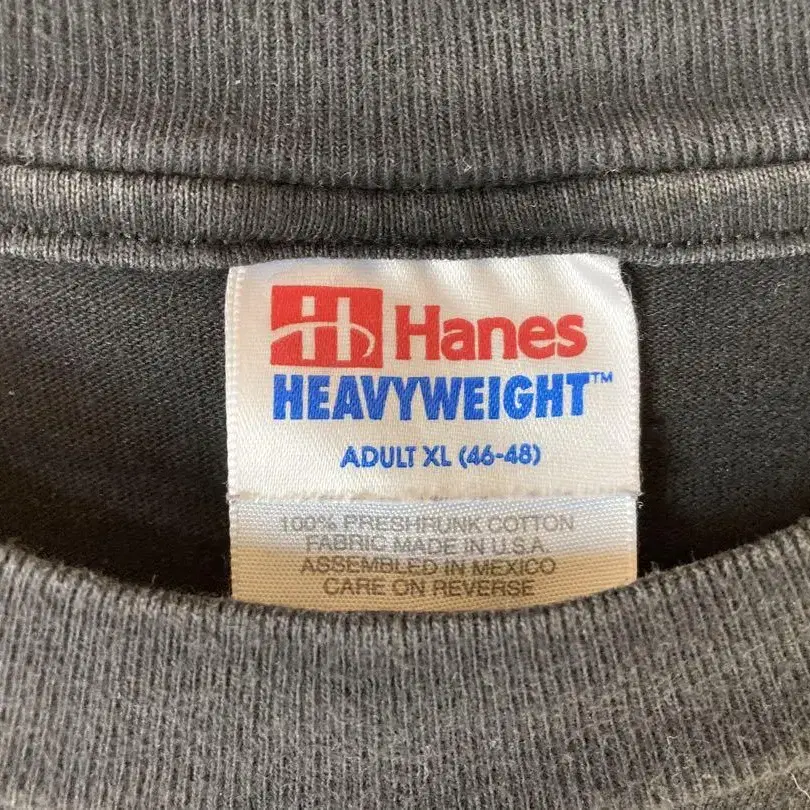 H Hanes
HEAVYWEIGHT™
ADULT XL (46-48)
100% PRESHRUNK COTTON
FABRIC MADE IN U.S.A.
ASSEMBLED IN MEXICO
CARE ON REVERSE